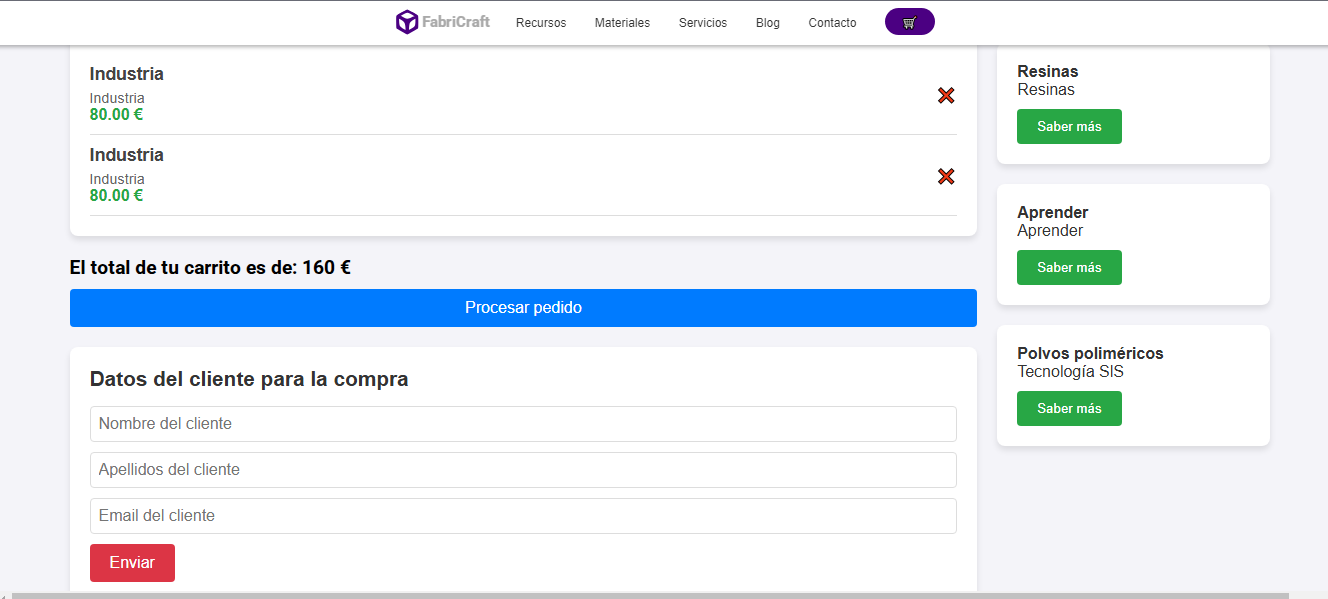 FabriCraft Recursos Materiales Servicios Blog Contacto
Industria
Industria
80.00 €
Industria
Industria
80.00 €
El total de tu carrito es de: 160 €
Procesar pedido
Datos del cliente para la compra
Nombre del cliente
Apellidos del cliente
Email del cliente
Enviar
Resinas
Resinas
Saber más
Aprender
Aprender
Saber más
Polvos poliméricos
Tecnología SlS
Saber más